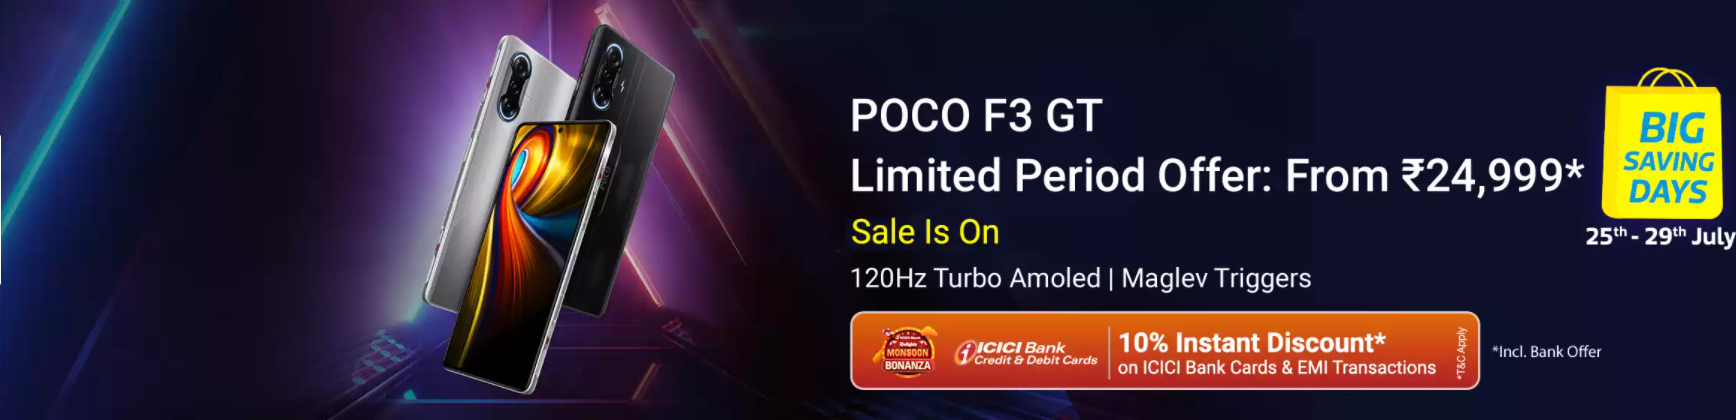 POCO F3 GT
Limited Period Offer: From ₹24,999*
Sale Is On
120Hz Turbo Amoled | Maglev Triggers
MONSOON
BONANZA
ICICI Bank
Credit & Debit Cards
10% Instant Discount*
on ICICI Bank Cards & EMI Transactions
*T&C Apply
*Incl. Bank Offer
BIG
SAVING
DAYS
25th - 29th July